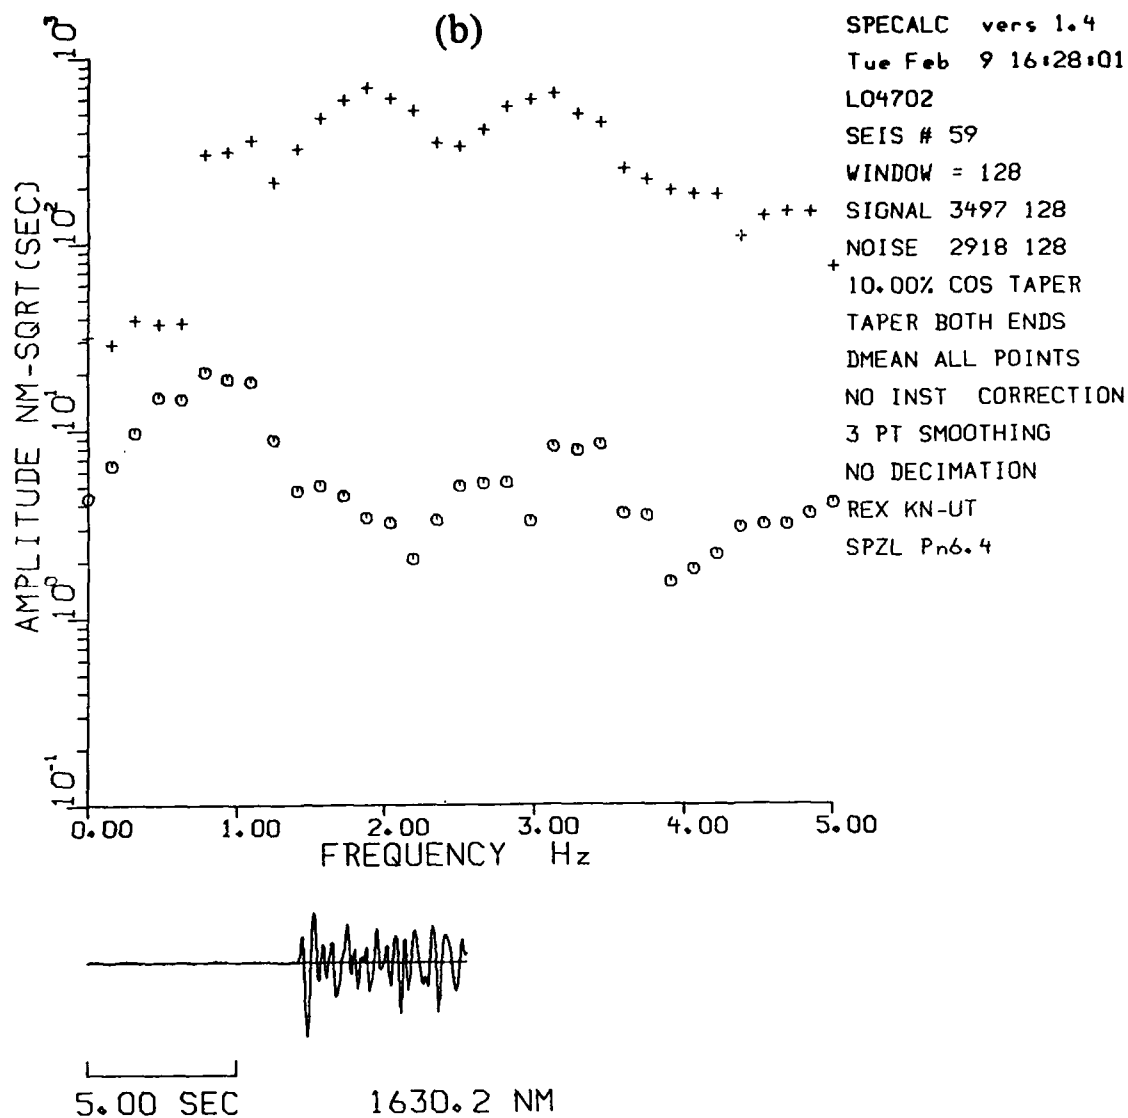 (b)
SPECALC vers 1.4
Tue Feb 9 16:28:01
LO4702
SEIS # 59
WINDOW = 128
SIGNAL 3497 128
NOISE 2918 128
10.00% COS TAPER
TAPER BOTH ENDS
DMEAN ALL POINTS
NO INST CORRECTION
3 PT SMOOTHING
NO DECIMATION
REX KN-UT
SPZL Pn6.4
AMPLITUDE NM-SQRT(SEC)
10³
10²
10¹
10⁰
10⁻¹
0.00 1.00 2.00 3.00 4.00 5.00
FREQUENCY Hz
5.00 SEC 1630.2 NM